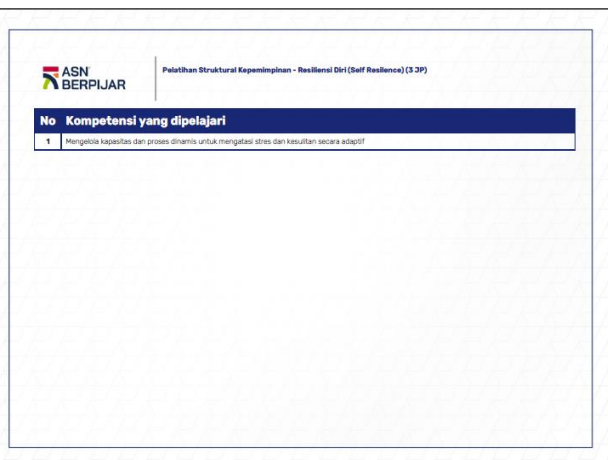 ASN
BERPIJAR
Pelatihan Struktural Kepemimpinan - Resiliensi Diri (Self Resilence) (3 JP)
No Kompetensi yang dipelajari
1 Mengelola kapasitas dan proses dinamis untuk mengatasi stres dan kesulitan secara adaptif